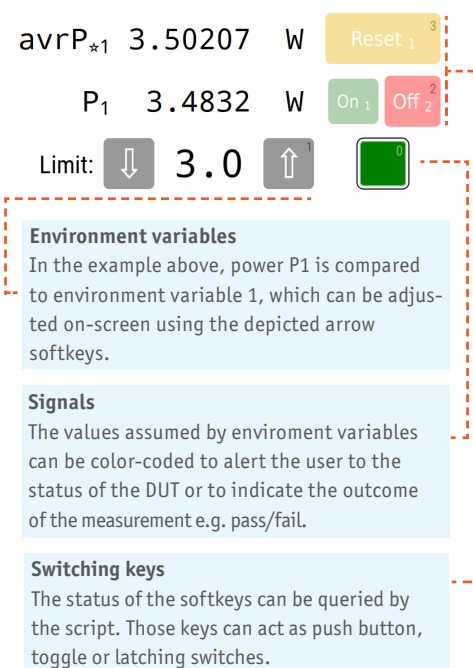 avrP☆1 3.50207 W Reset 1 3
P1 3.4832 W On 1 Off 2 2
Limit: ⇩ 3.0 ⇧ 1 0
Environment variables
In the example above, power P1 is compared
to environment variable 1, which can be adjus-
ted on-screen using the depicted arrow
softkeys.
Signals
The values assumed by enviroment variables
can be color-coded to alert the user to the
status of the DUT or to indicate the outcome
of the measurement e.g. pass/fail.
Switching keys
The status of the softkeys can be queried by
the script. Those keys can act as push button,
toggle or latching switches.